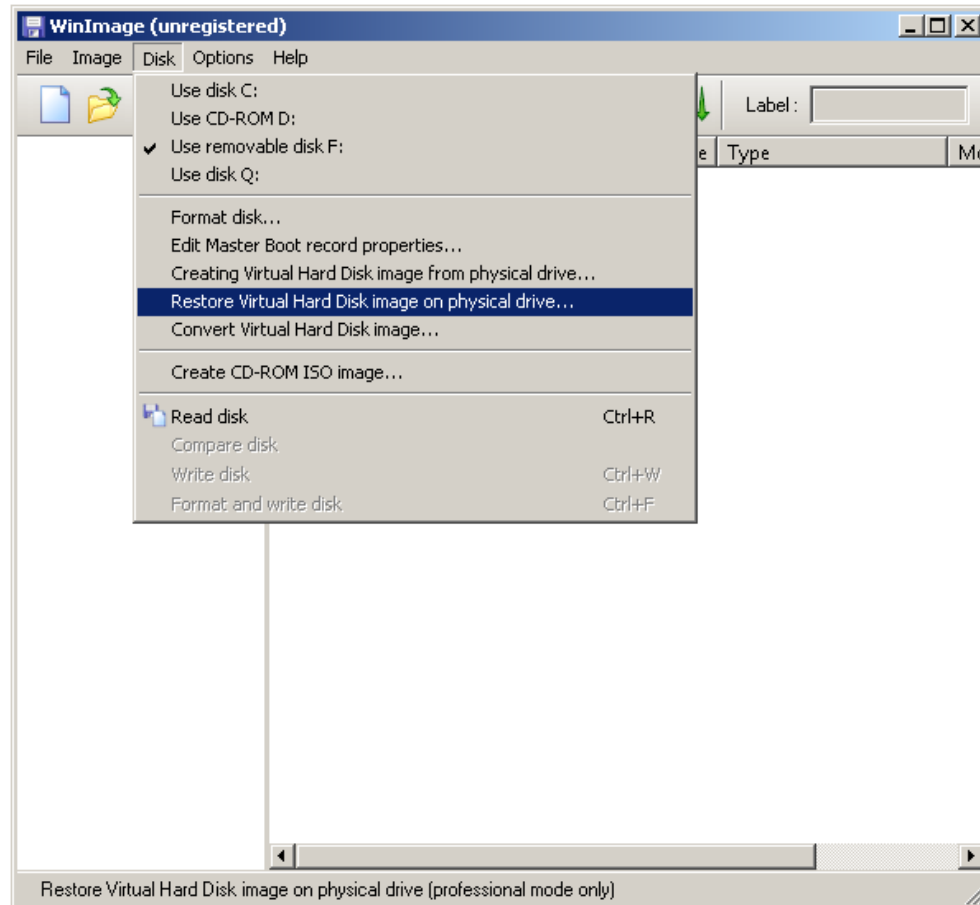 WinImage (unregistered)
File Image Disk Options Help
Use disk C:
Use CD-ROM D:
Use removable disk F:
Use disk Q:
Format disk...
Edit Master Boot record properties...
Creating Virtual Hard Disk image from physical drive...
Restore Virtual Hard Disk image on physical drive...
Convert Virtual Hard Disk image...
Create CD-ROM ISO image...
Read disk Ctrl+R
Compare disk
Write disk Ctrl+W
Format and write disk Ctrl+F
Label :
e Type
Restore Virtual Hard Disk image on physical drive (professional mode only)